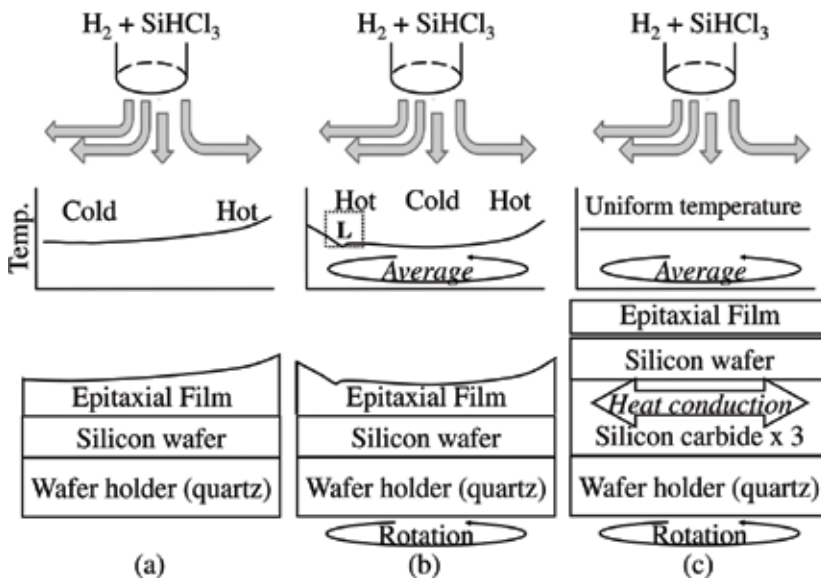 H₂ + SiHCl₃
Temp.
Cold Hot
Epitaxial Film
Silicon wafer
Wafer holder (quartz)
(a)
H₂ + SiHCl₃
Hot Cold Hot
L
Average
Epitaxial Film
Silicon wafer
Wafer holder (quartz)
Rotation
(b)
H₂ + SiHCl₃
Uniform temperature
Average
Epitaxial Film
Silicon wafer
Heat conduction
Silicon carbide x 3
Wafer holder (quartz)
Rotation
(c)